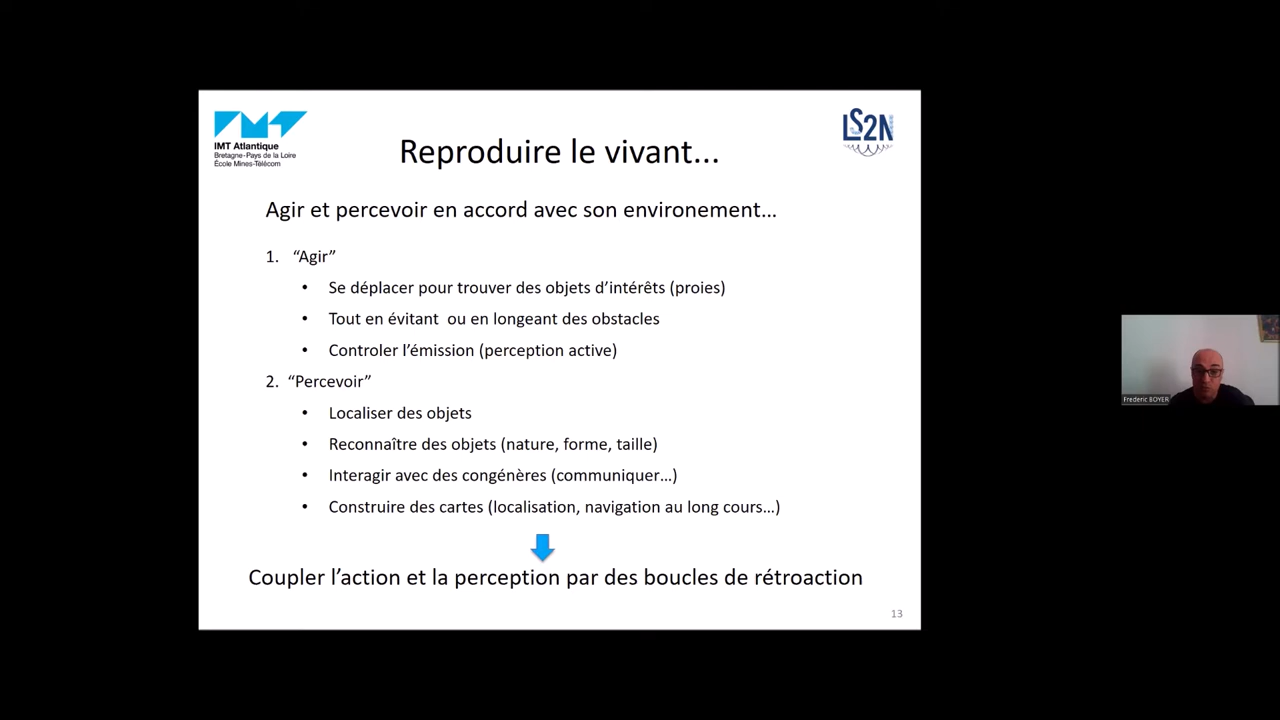 IMT Atlantique
Bretagne-Pays de la Loire
École Mines-Télécom
LS2N
Reproduire le vivant...
Agir et percevoir en accord avec son environement...
1. “Agir”
• Se déplacer pour trouver des objets d’intérêts (proies)
• Tout en évitant ou en longeant des obstacles
• Controler l’émission (perception active)
2. “Percevoir”
• Localiser des objets
• Reconnaître des objets (nature, forme, taille)
• Interagir avec des congénères (communiquer...)
• Construire des cartes (localisation, navigation au long cours...)
Coupler l’action et la perception par des boucles de rétroaction
13
Frederic BOYER